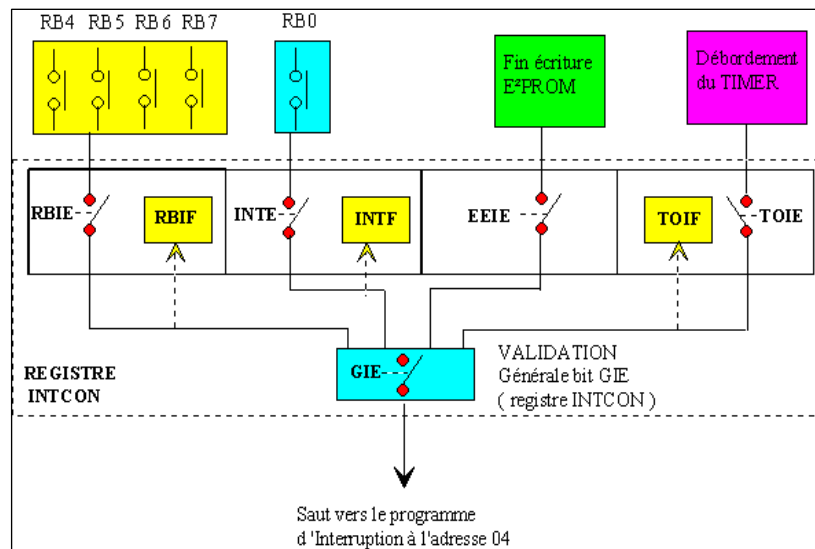 RB4 RB5 RB6 RB7
RB0
Fin écriture
E²PROM
Débordement
du TIMER
RBIE
RBIF
INTE
INTF
EEIE
TOIF
TOIE
GIE
VALIDATION
Générale bit GIE
( registre INTCON )
REGISTRE
INTCON
Saut vers le programme
d 'Interruption à l'adresse 04